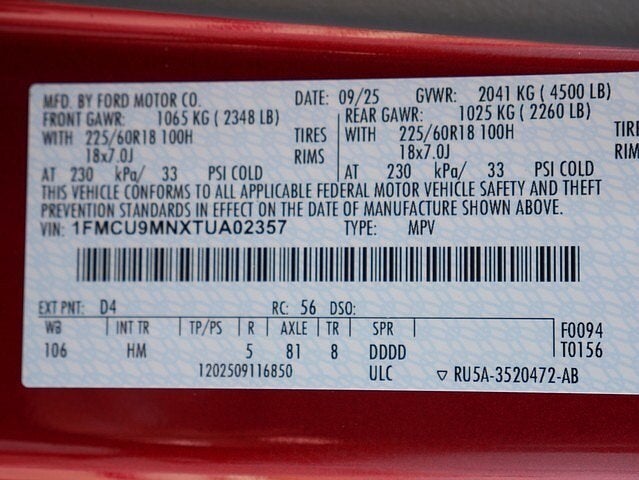 MFD. BY FORD MOTOR CO. DATE: 09/25 GVWR: 2041 KG (4500 LB)
FRONT GAWR: 1065 KG (2348 LB) REAR GAWR: 1025 KG (2260 LB)
WITH 225/60R18 100H TIRES WITH 225/60R18 100H TIRE
18x7.0J RIMS 18x7.0J RIM
AT 230 kPa/ 33 PSI COLD AT 230 kPa/ 33 PSI COLD
THIS VEHICLE CONFORMS TO ALL APPLICABLE FEDERAL MOTOR VEHICLE SAFETY AND THEFT
PREVENTION STANDARDS IN EFFECT ON THE DATE OF MANUFACTURE SHOWN ABOVE.
VIN: 1FMCU9MNXTUA02357 TYPE: MPV
EXT PNT: D4 RC: 56 DSO:
WB INT TR TP/PS R AXLE TR SPR F0094
106 HM 5 81 8 DDDD T0156
1202509116850 ULC ▽ RU5A-3520472-AB